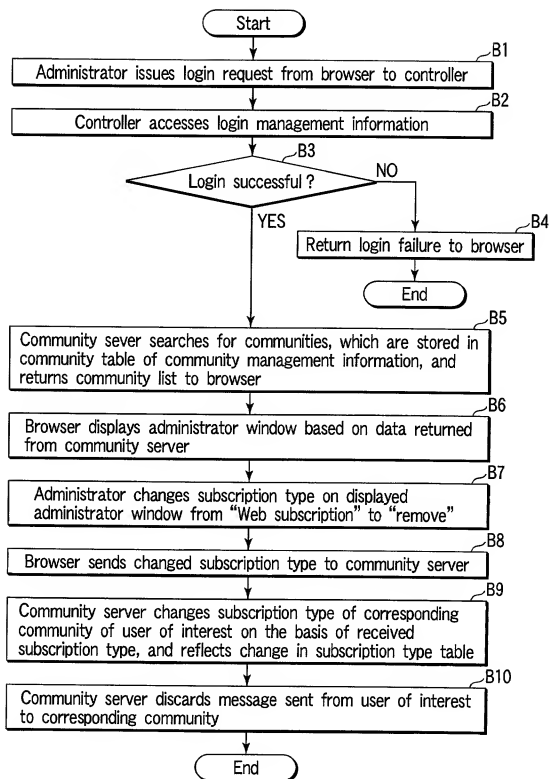 Start
B1
Administrator issues login request from browser to controller
B2
Controller accesses login management information
B3
Login successful?
NO
YES
B4
Return login failure to browser
End
B5
Community sever searches for communities, which are stored in
community table of community management information, and
returns community list to browser
B6
Browser displays administrator window based on data returned
from community server
B7
Administrator changes subscription type on displayed
administrator window from “Web subscription” to “remove”
B8
Browser sends changed subscription type to community server
B9
Community server changes subscription type of corresponding
community of user of interest on the basis of received
subscription type, and reflects change in subscription type table
B10
Community server discards message sent from user of interest
to corresponding community
End